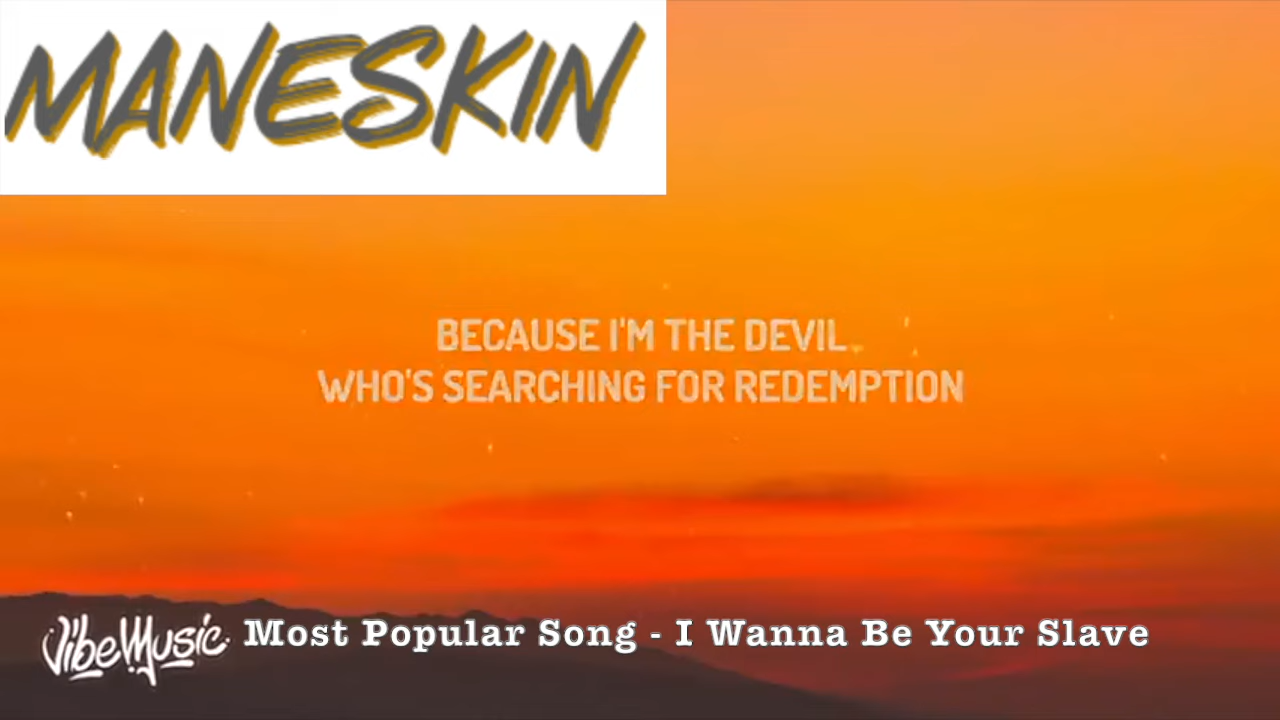 MANESKIN
BECAUSE I'M THE DEVIL
WHO'S SEARCHING FOR REDEMPTION
VibeMusic.
Most Popular Song - I Wanna Be Your Slave